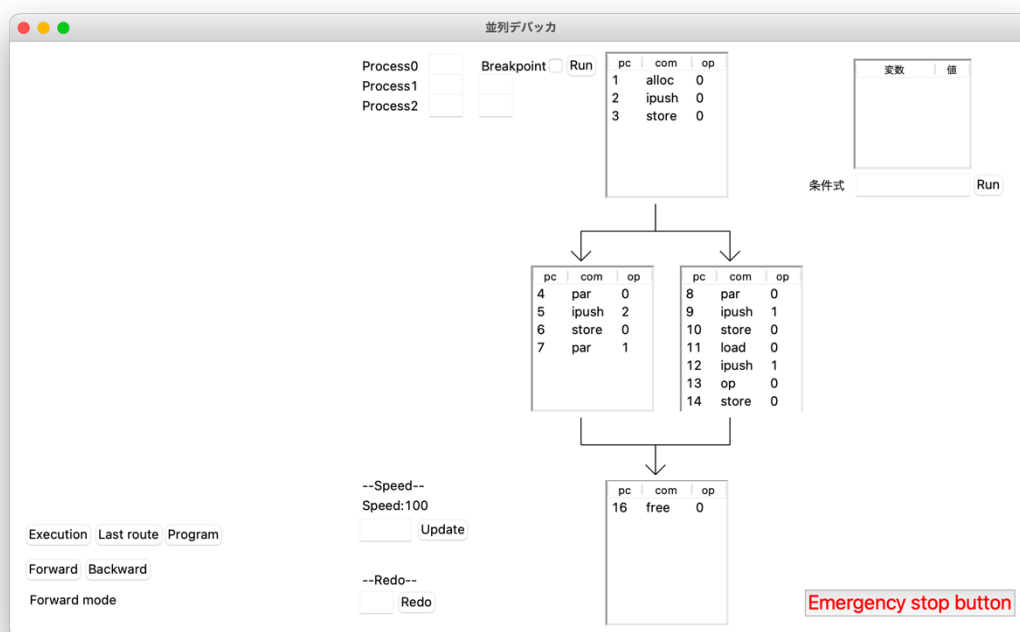 並列デバッカ
Process0
Process1
Process2
Breakpoint Run
pc com op
1 alloc 0
2 ipush 0
3 store 0
変数 値
条件式 Run
pc com op
4 par 0
5 ipush 2
6 store 0
7 par 1
pc com op
8 par 0
9 ipush 1
10 store 0
11 load 0
12 ipush 1
13 op 0
14 store 0
pc com op
16 free 0
--Speed--
Speed:100
Update
--Redo--
Redo
Execution Last route Program
Forward Backward
Forward mode
Emergency stop button